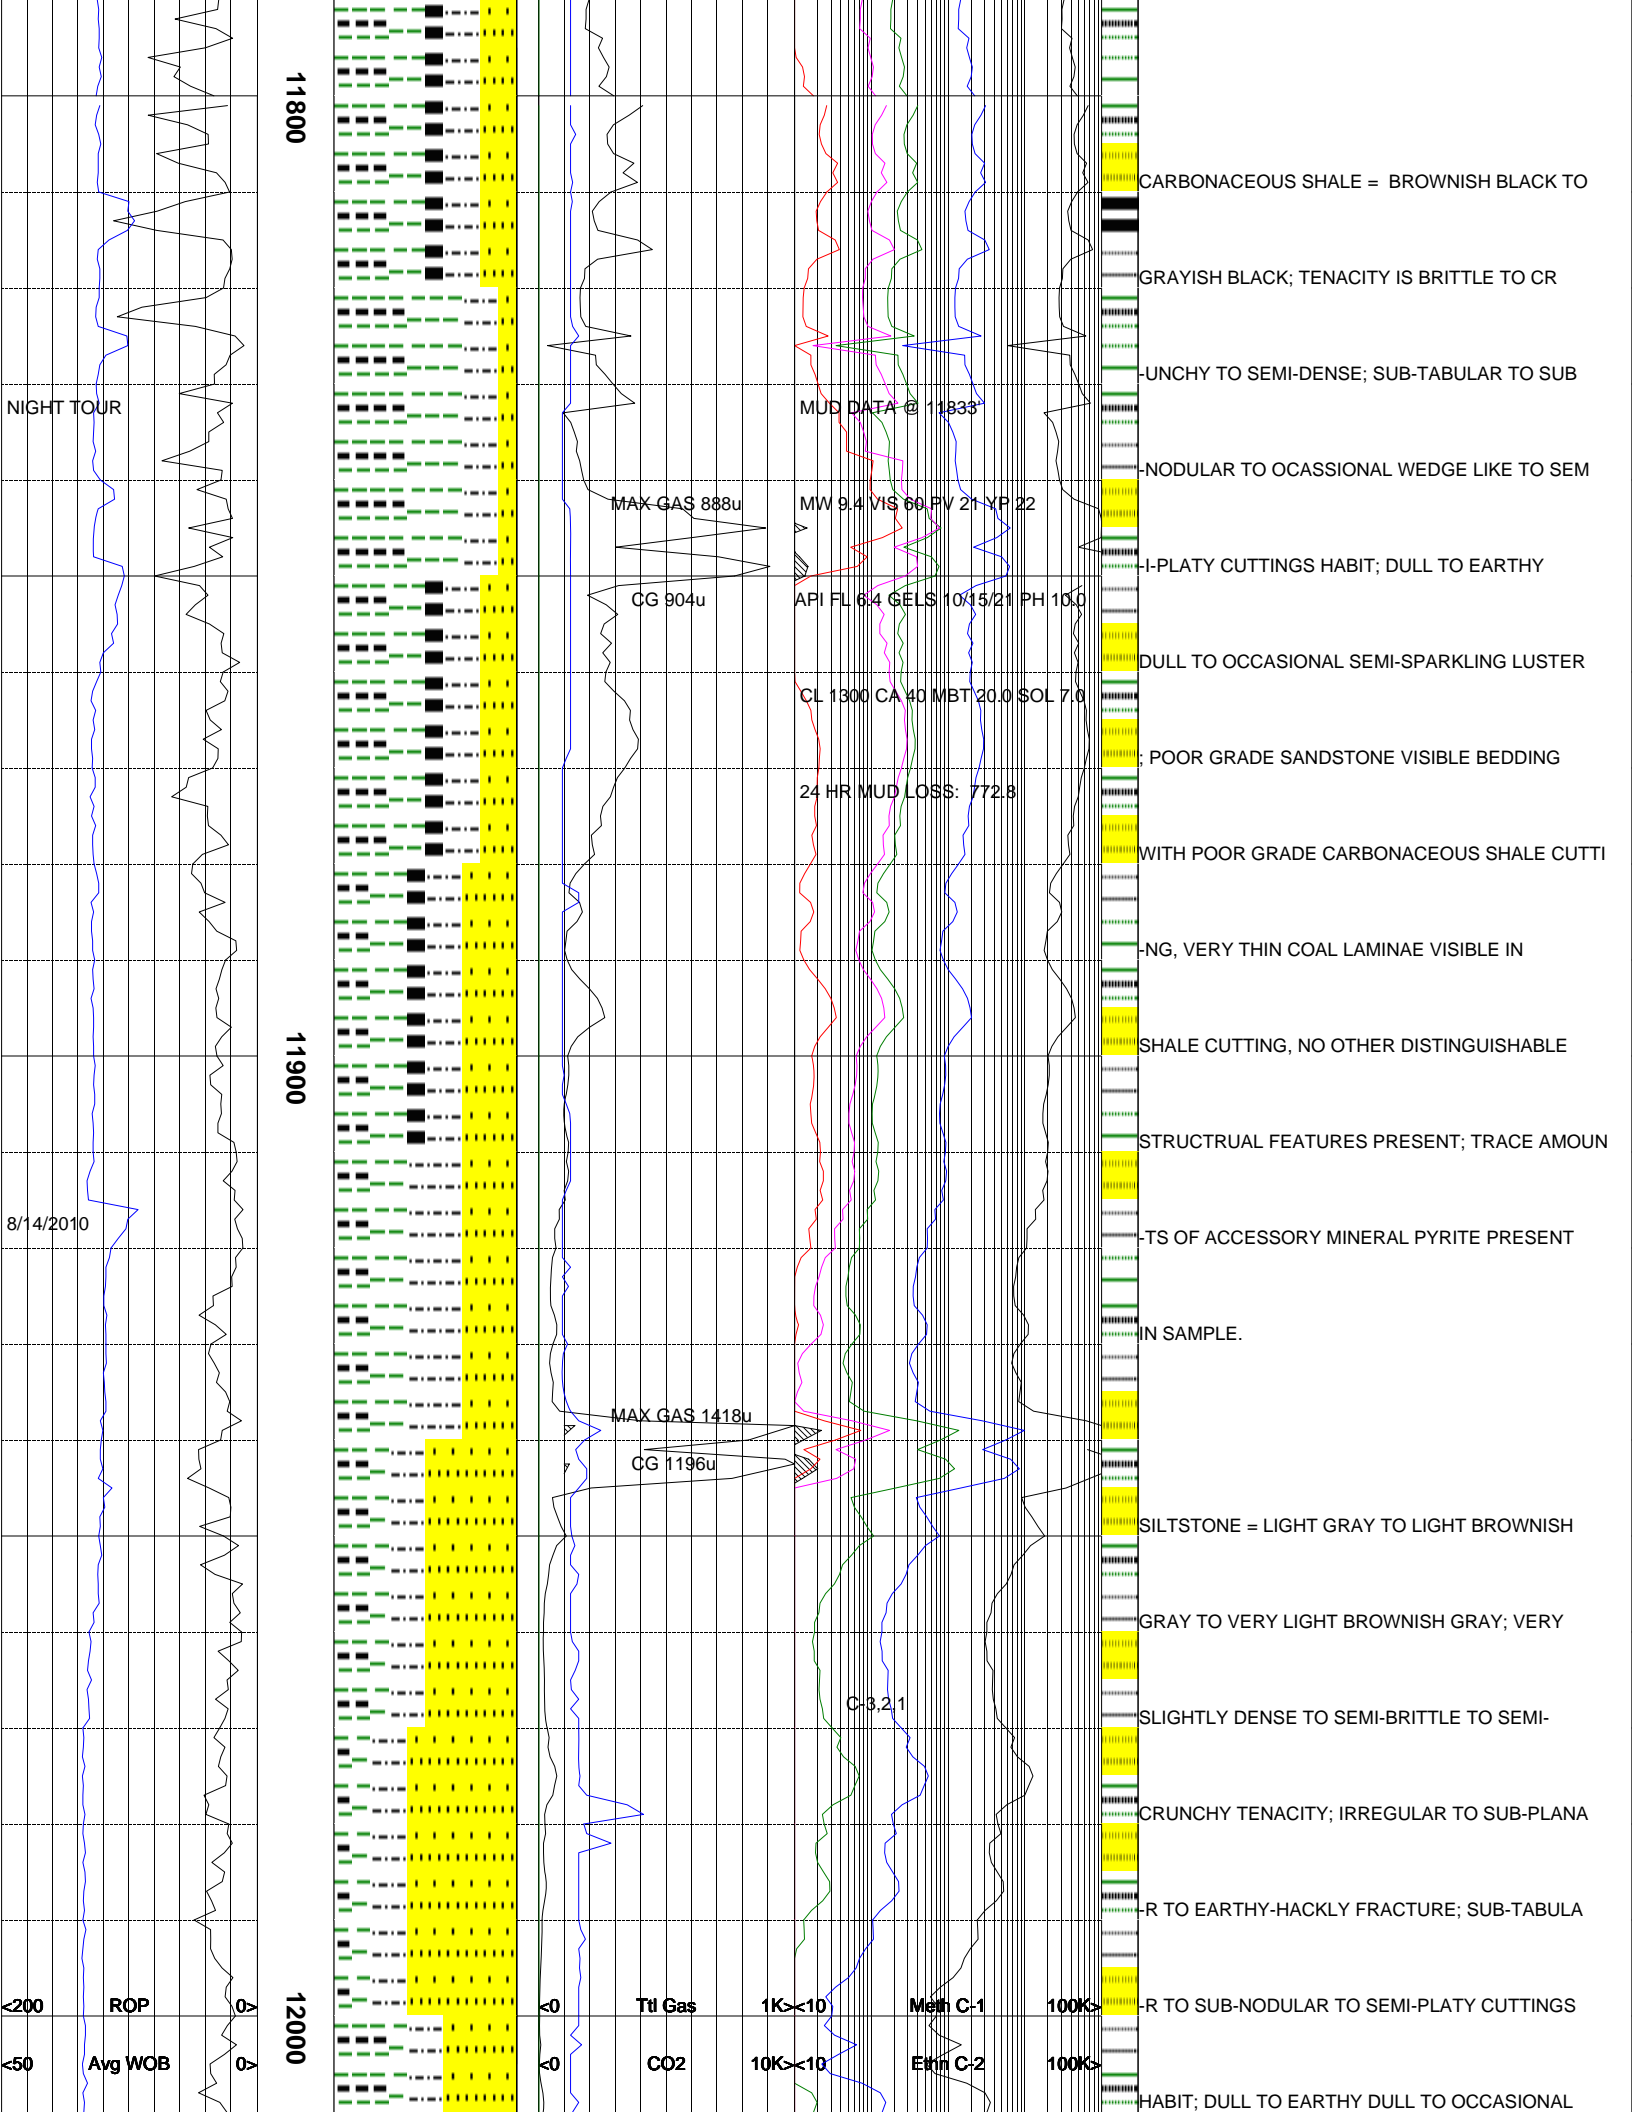 11800
CARBONACEOUS SHALE = BROWNISH BLACK TO
GRAYISH BLACK; TENACITY IS BRITTLE TO CR
-UNCHY TO SEMI-DENSE; SUB-TABULAR TO SUB
NIGHT TOUR
MUD DATA @ 11833'
-NODULAR TO OCASSIONAL WEDGE LIKE TO SEM
MAX GAS 888u
MW 9.4 VIS 60 PV 21 YP 22
-I-PLATY CUTTINGS HABIT; DULL TO EARTHY
CG 904u
API FL 6.4 GELS 10/15/21 PH 10.0
DULL TO OCCASIONAL SEMI-SPARKLING LUSTER
CL 1300 CA 40 MBT 20.0 SOL 7.0
; POOR GRADE SANDSTONE VISIBLE BEDDING
24 HR MUD LOSS: 772.8
WITH POOR GRADE CARBONACEOUS SHALE CUTTI
-NG, VERY THIN COAL LAMINAE VISIBLE IN
11900
SHALE CUTTING, NO OTHER DISTINGUISHABLE
STRUCTRUAL FEATURES PRESENT; TRACE AMOUN
8/14/2010
-TS OF ACCESSORY MINERAL PYRITE PRESENT
IN SAMPLE.
MAX GAS 1418u
CG 1196u
SILTSTONE = LIGHT GRAY TO LIGHT BROWNISH
GRAY TO VERY LIGHT BROWNISH GRAY; VERY
C-3,2,1
SLIGHTLY DENSE TO SEMI-BRITTLE TO SEMI-
CRUNCHY TENACITY; IRREGULAR TO SUB-PLANA
-R TO EARTHY-HACKLY FRACTURE; SUB-TABULA
<200 ROP 0>
<0 Ttl Gas 1K>
<10 Meth C-1 100K>
-R TO SUB-NODULAR TO SEMI-PLATY CUTTINGS
12000
<50 Avg WOB 0>
<0 CO2 10K>
<10 Ethn C-2 100K>
HABIT; DULL TO EARTHY DULL TO OCCASIONAL